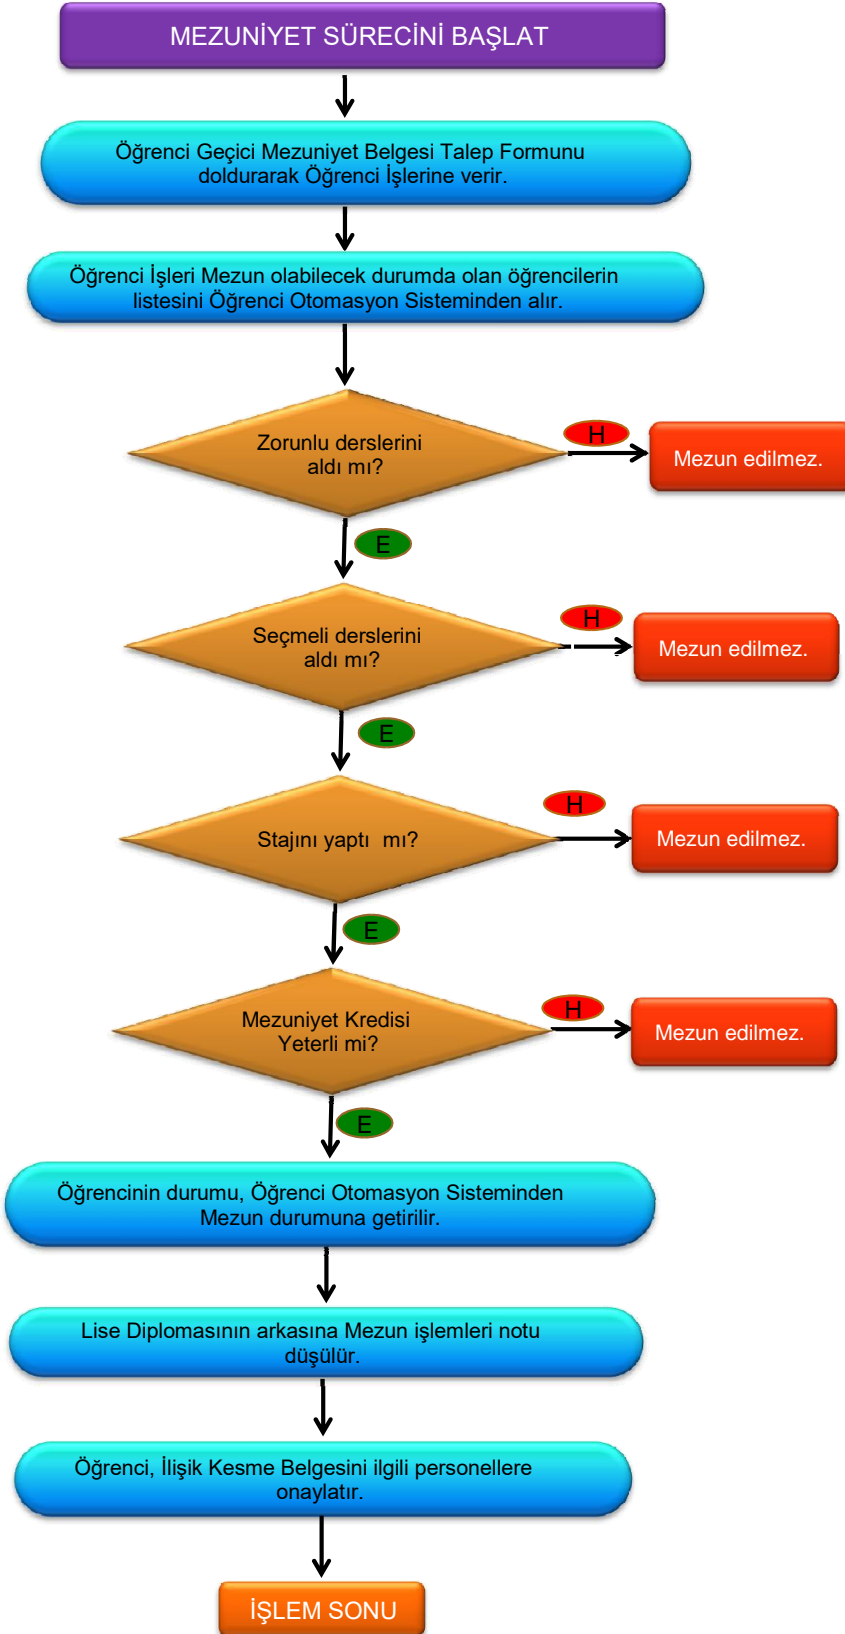 MEZUNİYET SÜRECİNİ BAŞLAT
Öğrenci Geçici Mezuniyet Belgesi Talep Formunu
doldurarak Öğrenci İşlerine verir.
Öğrenci İşleri Mezun olabilecek durumda olan öğrencilerin
listesini Öğrenci Otomasyon Sisteminden alır.
Zorunlu derslerini
aldı mı?
H
Mezun edilmez.
E
Seçmeli derslerini
aldı mı?
H
Mezun edilmez.
E
Stajını yaptı mı?
H
Mezun edilmez.
E
Mezuniyet Kredisi
Yeterli mi?
H
Mezun edilmez.
E
Öğrencinin durumu, Öğrenci Otomasyon Sisteminden
Mezun durumuna getirilir.
Lise Diplomasının arkasına Mezun işlemleri notu
düşülür.
Öğrenci, İlişik Kesme Belgesini ilgili personellere
onaylatır.
İŞLEM SONU